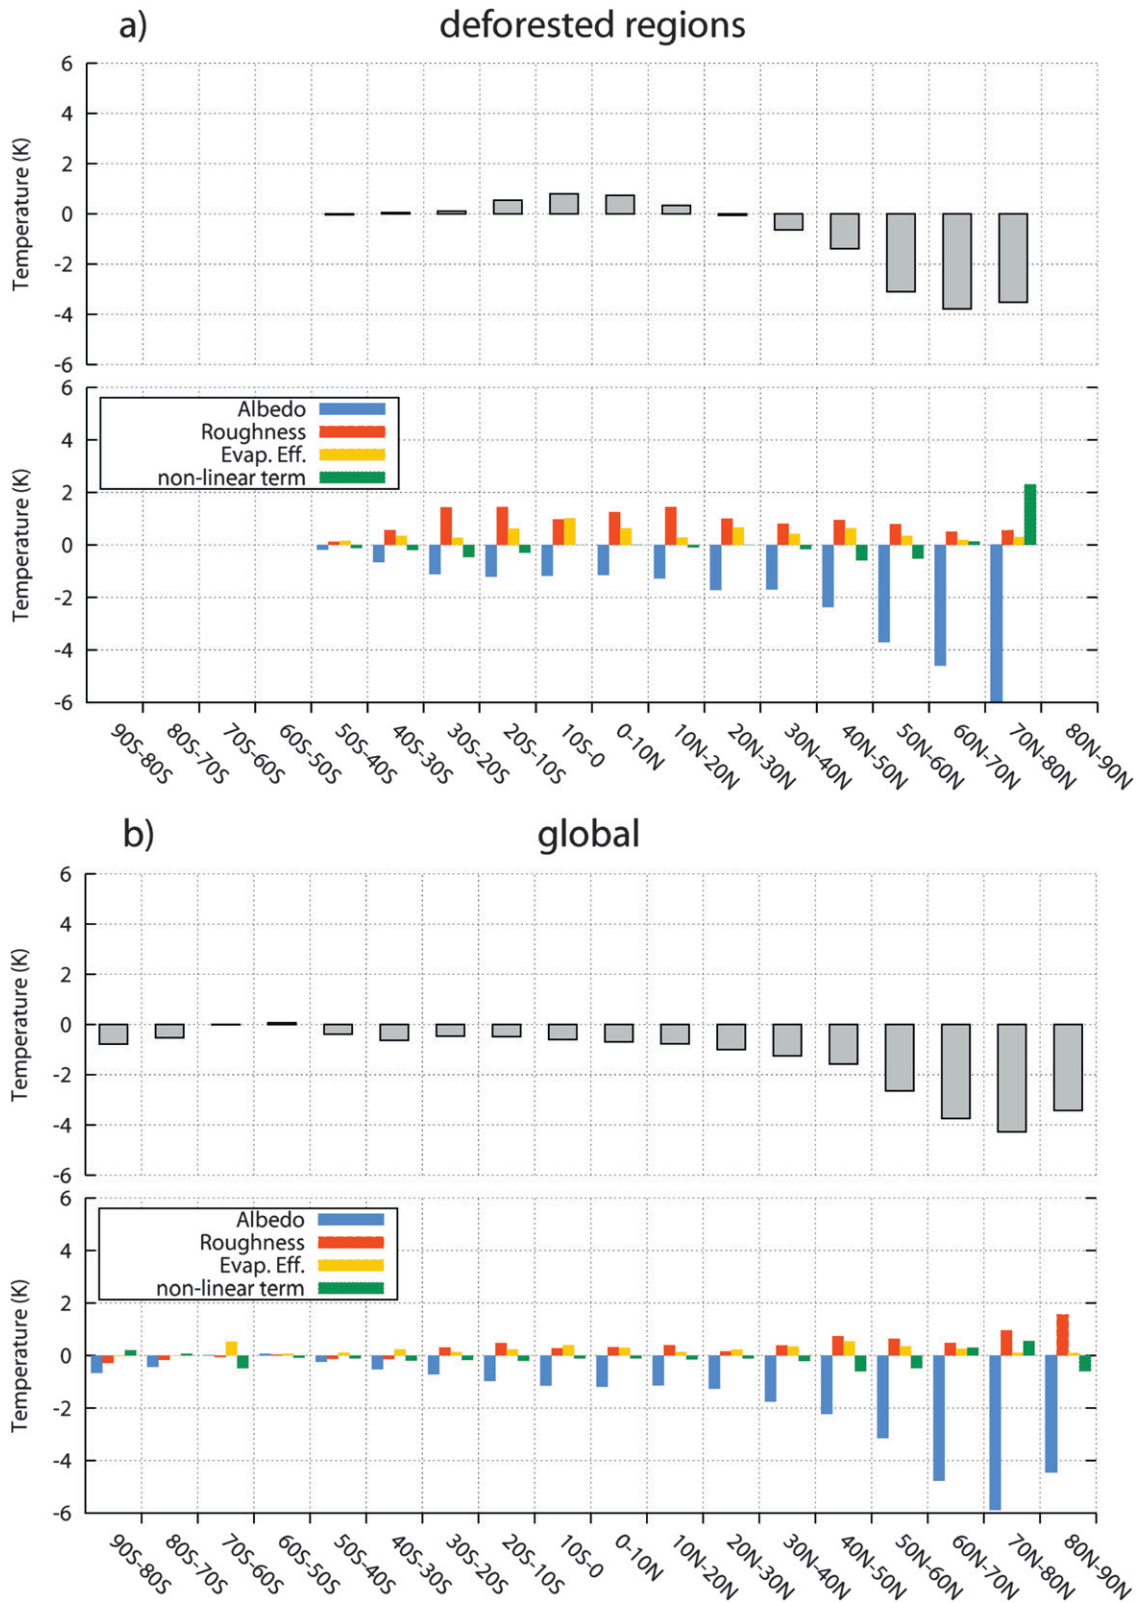 a) deforested regions
6
4
2
0
-2
-4
-6
Temperature (K)
6
4
2
0
-2
-4
-6
Temperature (K)
Albedo
Roughness
Evap. Eff.
non-linear term
90S-80S 80S-70S 70S-60S 60S-50S 50S-40S 40S-30S 30S-20S 20S-10S 10S-0 0-10N 10N-20N 20N-30N 30N-40N 40N-50N 50N-60N 60N-70N 70N-80N 80N-90N
b) global
6
4
2
0
-2
-4
-6
Temperature (K)
6
4
2
0
-2
-4
-6
Temperature (K)
Albedo
Roughness
Evap. Eff.
non-linear term
90S-80S 80S-70S 70S-60S 60S-50S 50S-40S 40S-30S 30S-20S 20S-10S 10S-0 0-10N 10N-20N 20N-30N 30N-40N 40N-50N 50N-60N 60N-70N 70N-80N 80N-90N